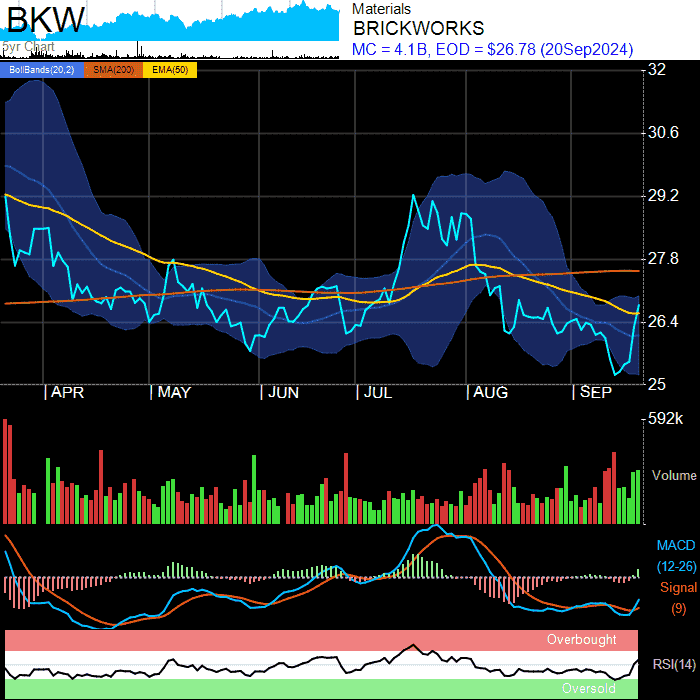 BKW
5yr Chart
Materials
BRICKWORKS
MC = 4.1B, EOD = $26.78 (20Sep2024)
BollBands(20,2) SMA(200) EMA(50)
32
30.6
29.2
27.8
26.4
25
APR MAY JUN JUL AUG SEP
592k
Volume
MACD
(12-26)
Signal
(9)
Overbought
RSI(14)
Oversold